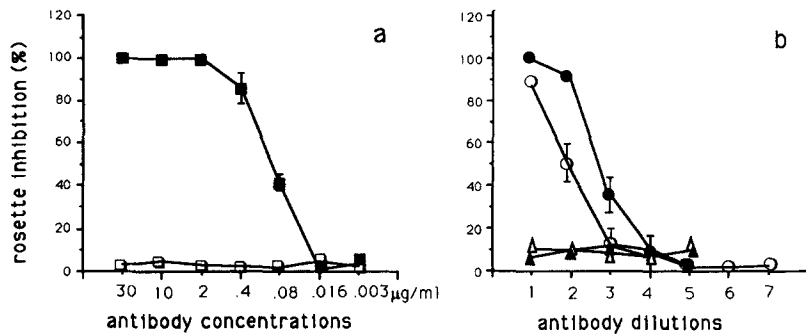 a
b
rosette inhibition (%)
120
100
80
60
40
20
0
30 10 2 .4 .08 .016 .003 µg/ml
antibody concentrations
120
100
80
60
40
20
0
1 2 3 4 5 6 7
antibody dilutions